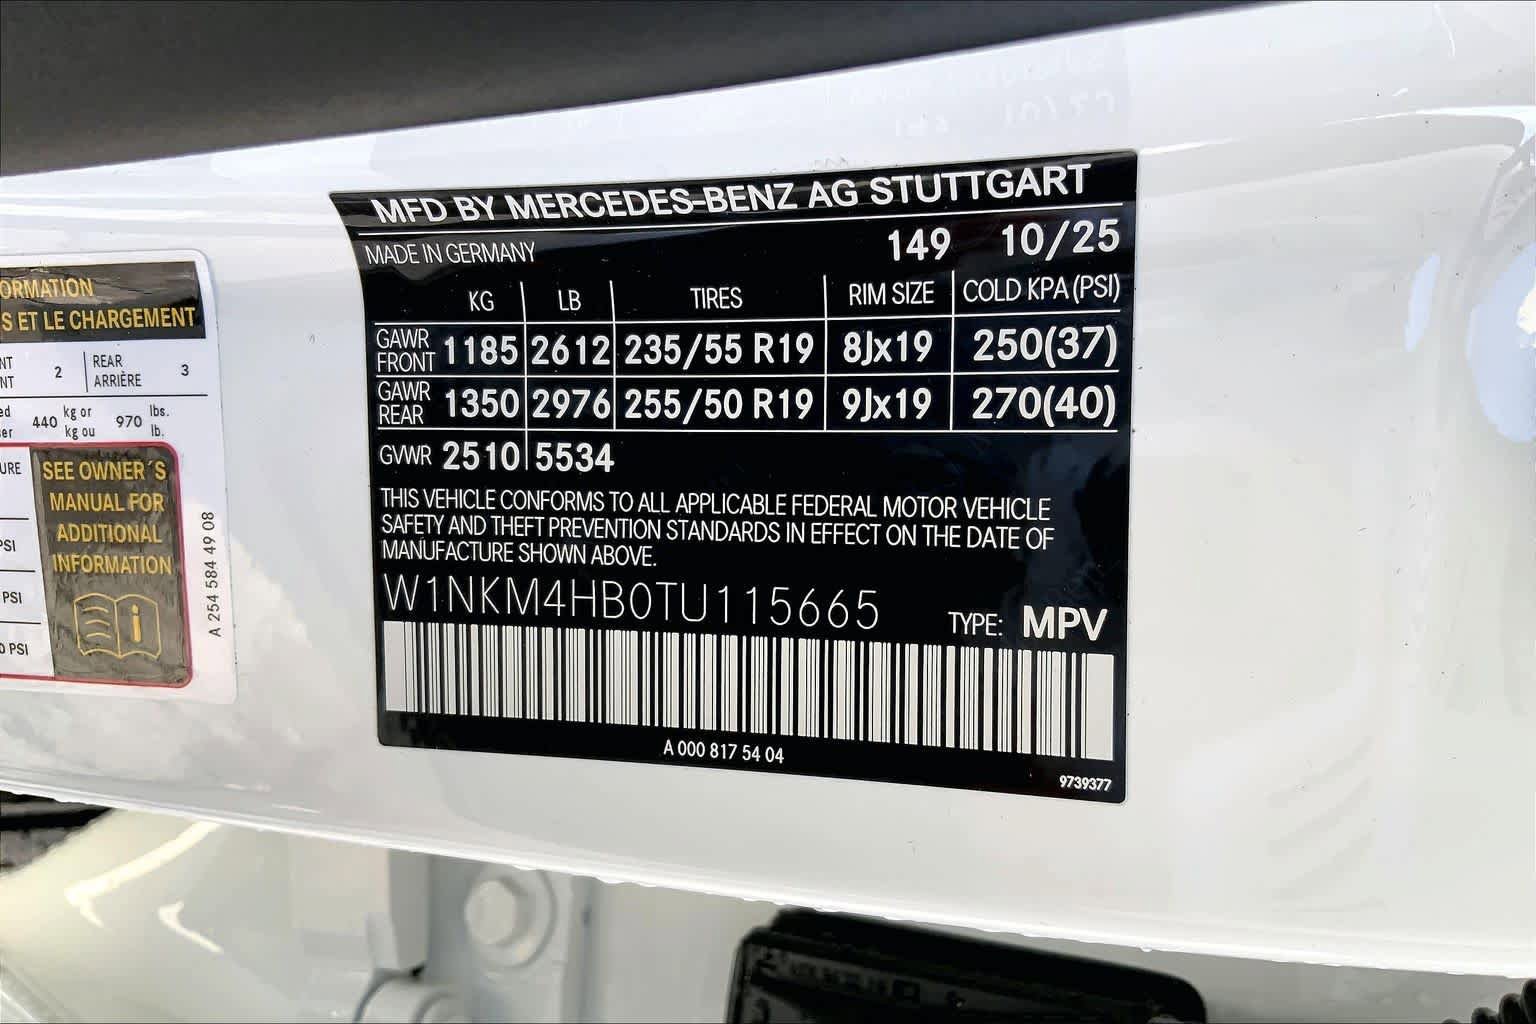 ORMATION
S ET LE CHARGEMENT
NT
NT
2
REAR
ARRIÈRE
3
440
kg or
kg ou
970
lbs.
lb.
SEE OWNER´S
MANUAL FOR
ADDITIONAL
INFORMATION
PSI
PSI
PSI
A 254 584 49 08
MFD BY MERCEDES-BENZ AG STUTTGART
MADE IN GERMANY 149 10/25
KG LB TIRES RIM SIZE COLD KPA (PSI)
GAWR FRONT 1185 2612 235/55 R19 8Jx19 250(37)
GAWR REAR 1350 2976 255/50 R19 9Jx19 270(40)
GVWR 2510 5534
THIS VEHICLE CONFORMS TO ALL APPLICABLE FEDERAL MOTOR VEHICLE
SAFETY AND THEFT PREVENTION STANDARDS IN EFFECT ON THE DATE OF
MANUFACTURE SHOWN ABOVE.
W1NKM4HB0TU115665 TYPE: MPV
A 000 817 54 04
9739377